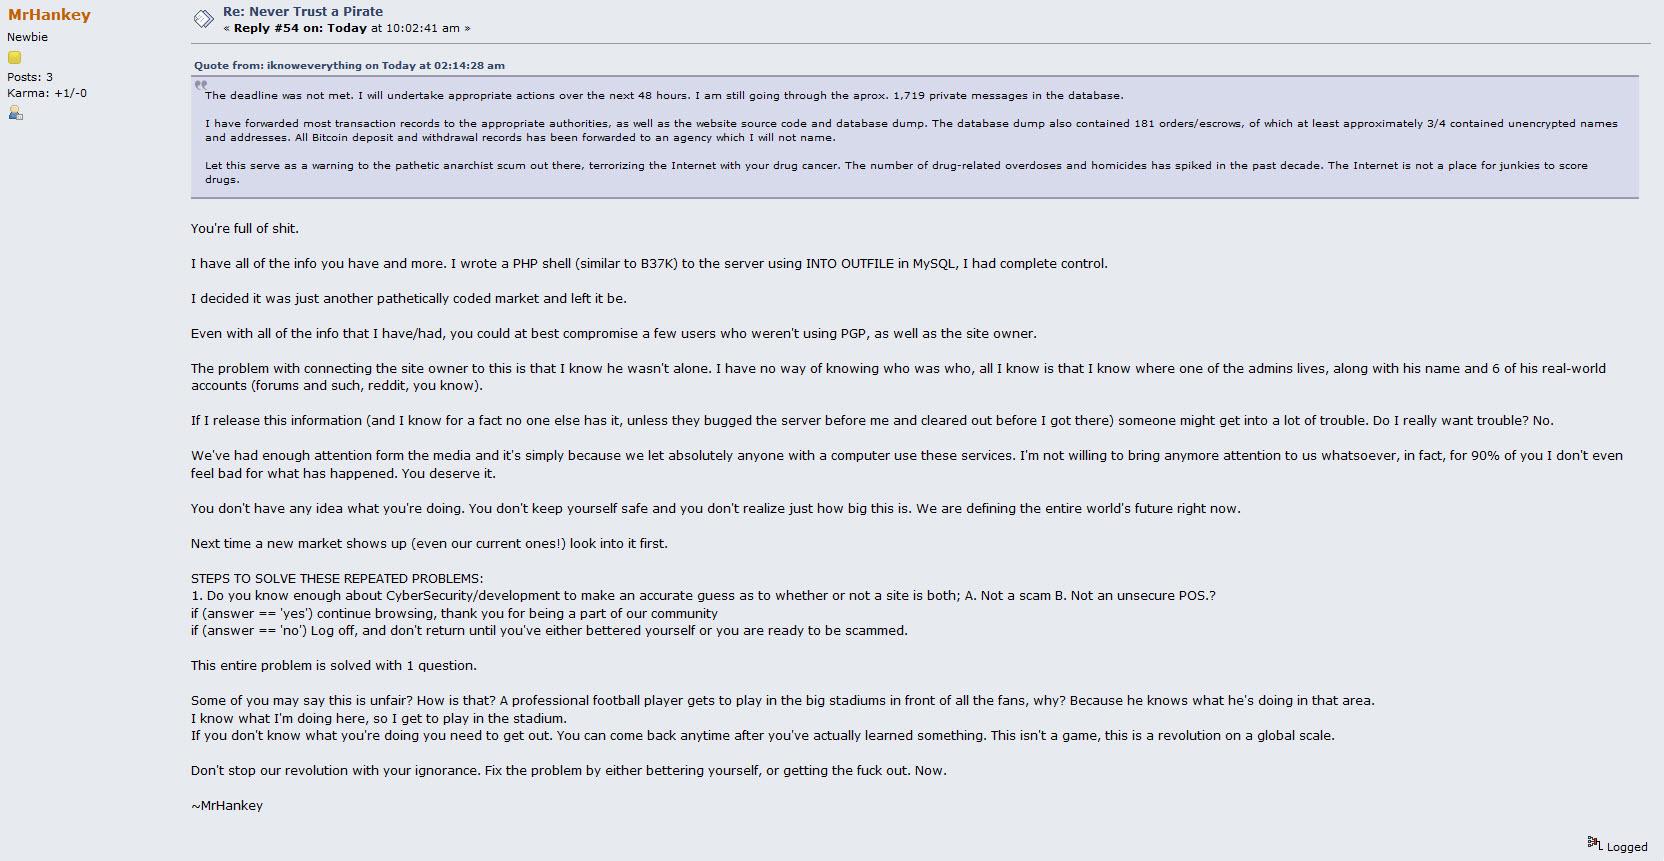 MrHankey
Newbie
Posts: 3
Karma: +1/-0
Re: Never Trust a Pirate
« Reply #54 on: Today at 10:02:41 am »
Quote from: iknoweverything on Today at 02:14:28 am
The deadline was not met. I will undertake appropriate actions over the next 48 hours. I am still going through the aprox. 1,719 private messages in the database.
I have forwarded most transaction records to the appropriate authorities, as well as the website source code and database dump. The database dump also contained 181 orders/escrows, of which at least approximately 3/4 contained unencrypted names
and addresses. All Bitcoin deposit and withdrawal records has been forwarded to an agency which I will not name.
Let this serve as a warning to the pathetic anarchist scum out there, terrorizing the Internet with your drug cancer. The number of drug-related overdoses and homicides has spiked in the past decade. The Internet is not a place for junkies to score
drugs.
You're full of shit.
I have all of the info you have and more. I wrote a PHP shell (similar to B37K) to the server using INTO OUTFILE in MySQL, I had complete control.
I decided it was just another pathetically coded market and left it be.
Even with all of the info that I have/had, you could at best compromise a few users who weren't using PGP, as well as the site owner.
The problem with connecting the site owner to this is that I know he wasn't alone. I have no way of knowing who was who, all I know is that I know where one of the admins lives, along with his name and 6 of his real-world
accounts (forums and such, reddit, you know).
If I release this information (and I know for a fact no one else has it, unless they bugged the server before me and cleared out before I got there) someone might get into a lot of trouble. Do I really want trouble? No.
We've had enough attention form the media and it's simply because we let absolutely anyone with a computer use these services. I'm not willing to bring anymore attention to us whatsoever, in fact, for 90% of you I don't even
feel bad for what has happened. You deserve it.
You don't have any idea what you're doing. You don't keep yourself safe and you don't realize just how big this is. We are defining the entire world's future right now.
Next time a new market shows up (even our current ones!) look into it first.
STEPS TO SOLVE THESE REPEATED PROBLEMS:
1. Do you know enough about CyberSecurity/development to make an accurate guess as to whether or not a site is both; A. Not a scam B. Not an unsecure POS.?
if (answer == 'yes') continue browsing, thank you for being a part of our community
if (answer == 'no') Log off, and don't return until you've either bettered yourself or you are ready to be scammed.
This entire problem is solved with 1 question.
Some of you may say this is unfair? How is that? A professional football player gets to play in the big stadiums in front of all the fans, why? Because he knows what he's doing in that area.
I know what I'm doing here, so I get to play in the stadium.
If you don't know what you're doing you need to get out. You can come back anytime after you've actually learned something. This isn't a game, this is a revolution on a global scale.
Don't stop our revolution with your ignorance. Fix the problem by either bettering yourself, or getting the fuck out. Now.
~MrHankey
Logged